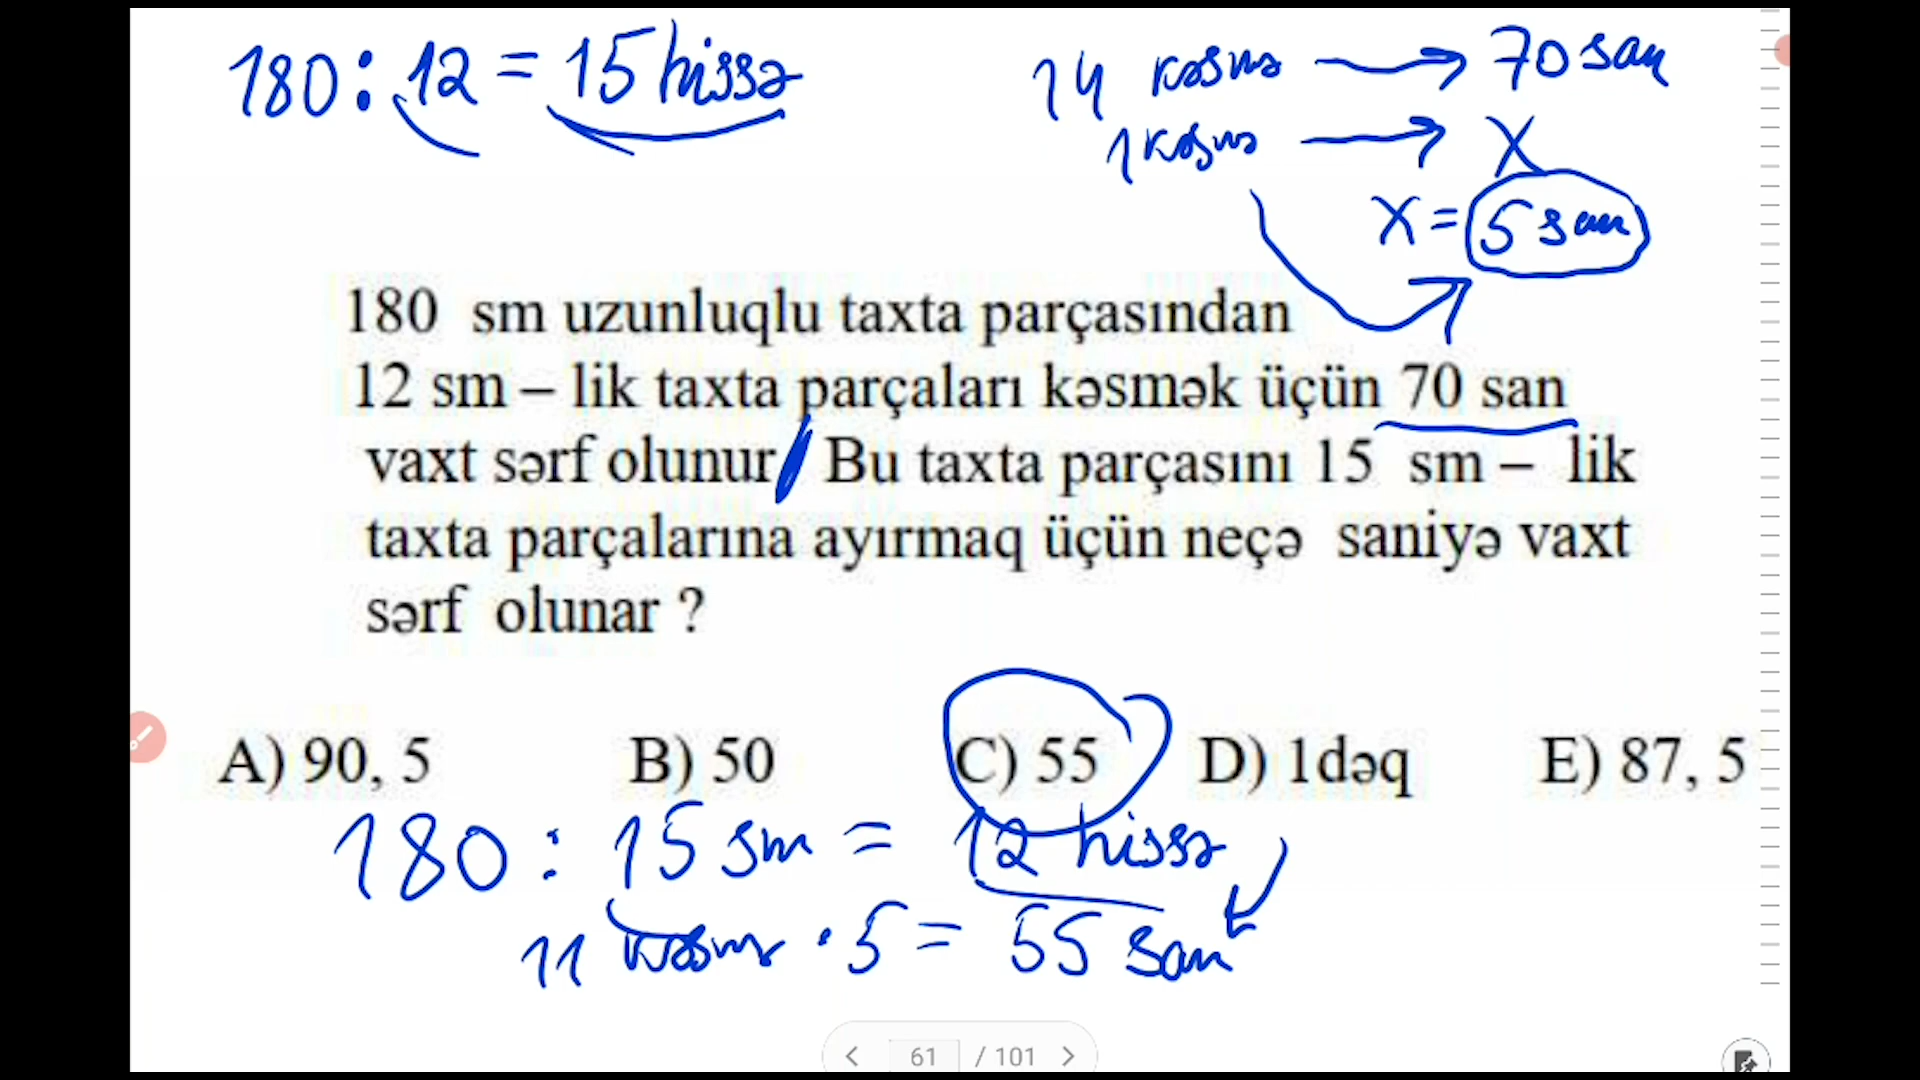 180 : 12 = 15 hissə
14 kəsmə → 70 san
1 kəsmə → X
X = 5 san
180 sm uzunluqlu taxta parçasından
12 sm – lik taxta parçaları kəsmək üçün 70 san
vaxt sərf olunur Bu taxta parçasını 15 sm – lik
taxta parçalarına ayırmaq üçün neçə saniyə vaxt
sərf olunar ?
A) 90, 5 B) 50 C) 55 D) 1dəq E) 87, 5
180 : 15 sm = 12 hissə
11 kəsmə · 5 = 55 san
61 / 101